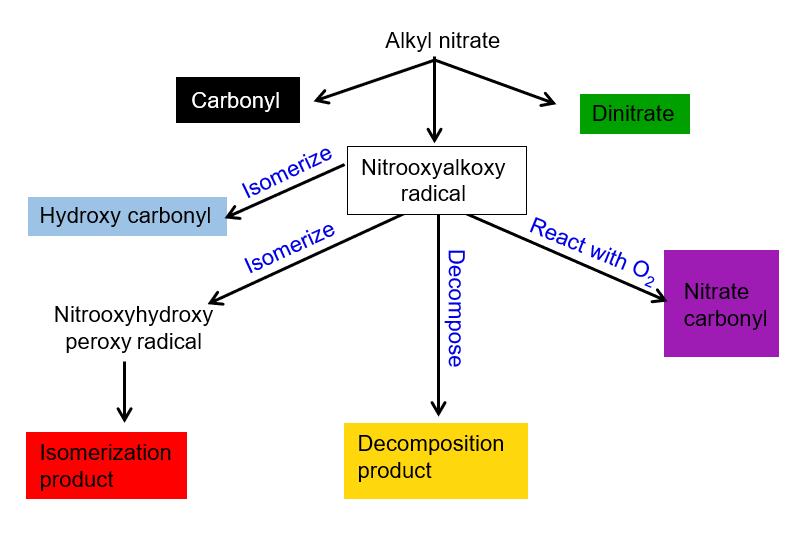 Alkyl nitrate
Carbonyl
Dinitrate
Isomerize
Nitrooxyalkoxy
radical
Hydroxy carbonyl
Isomerize
Decompose
React with O₂
Nitrate
carbonyl
Nitrooxyhydroxy
peroxy radical
Isomerization
product
Decomposition
product